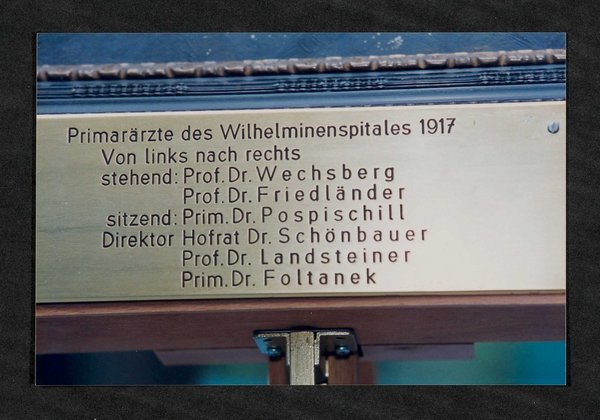 Primarärzte des Wilhelminenspitales 1917
Von links nach rechts
stehend: Prof. Dr. Wechsberg
Prof. Dr. Friedländer
sitzend: Prim. Dr. Pospischill
Direktor Hofrat Dr. Schönbauer
Prof. Dr. Landsteiner
Prim. Dr. Foltanek